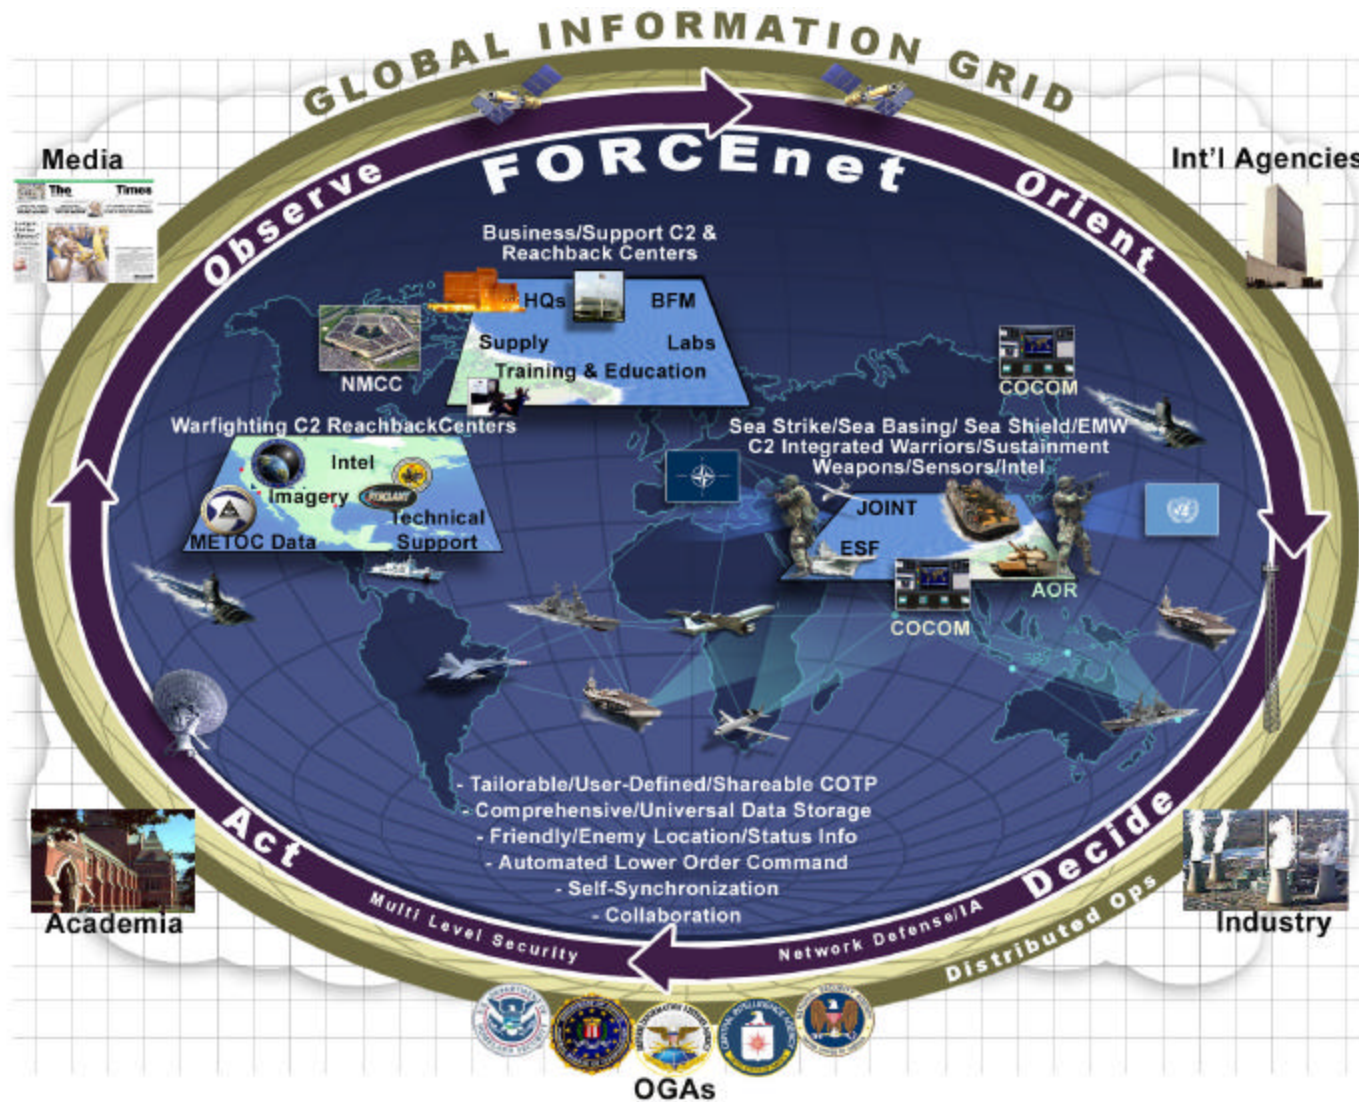 GLOBAL INFORMATION GRID
FORCEnet
Observe
Orient
Media
The Times
Int'l Agencies
Business/Support C2 &
Reachback Centers
HQs
BFM
Supply
Labs
Training & Education
NMCC
COCOM
Warfighting C2 ReachbackCenters
Intel
Imagery
Technical
Support
METOC Data
Sea Strike/Sea Basing/ Sea Shield/EMW
C2 Integrated Warriors/Sustainment
Weapons/Sensors/Intel
JOINT
ESF
AOR
COCOM
- Tailorable/User-Defined/Shareable COTP
- Comprehensive/Universal Data Storage
- Friendly/Enemy Location/Status Info
- Automated Lower Order Command
- Self-Synchronization
- Collaboration
Act
Decide
Multi Level Security
Network Defense/IA
Distributed Ops
Academia
Industry
OGAs